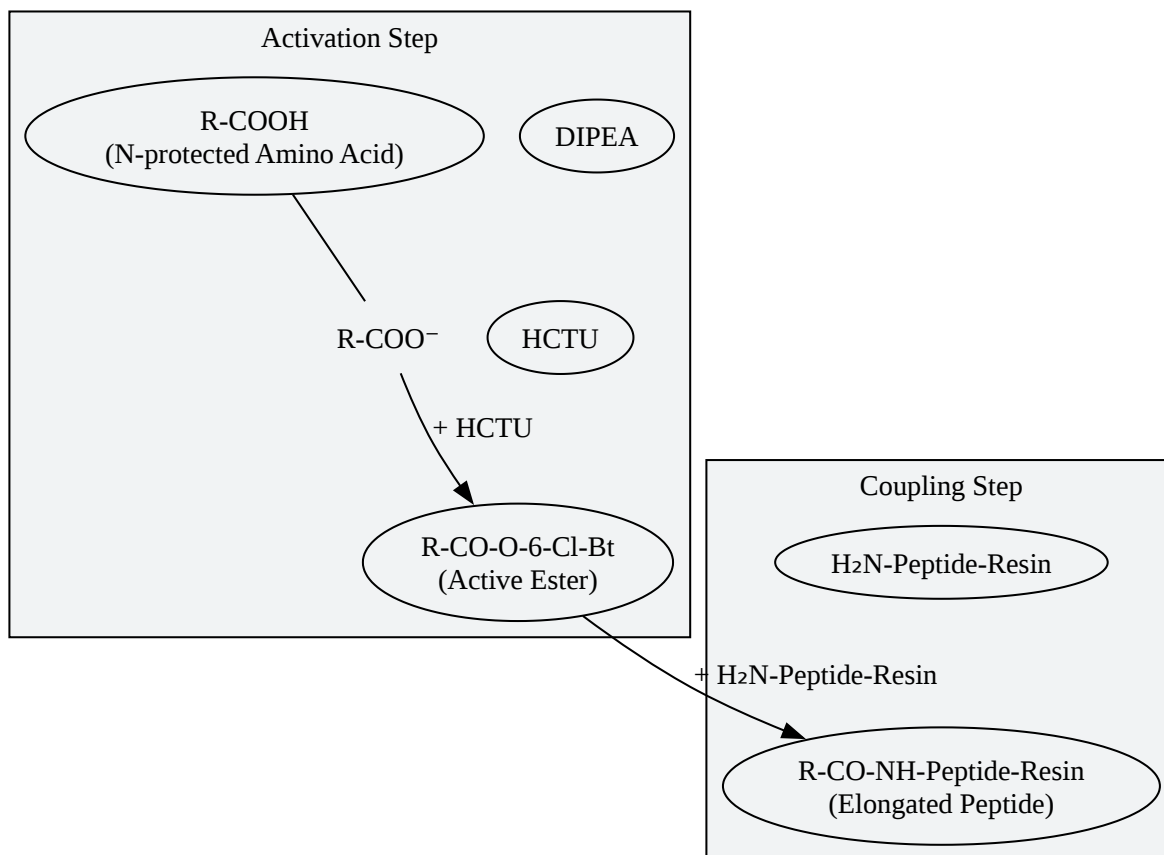 Activation Step
R-COOH
(N-protected Amino Acid)
DIPEA
R-COO⁻
HCTU
+ HCTU
R-CO-O-6-Cl-Bt
(Active Ester)
Coupling Step
H₂N-Peptide-Resin
+ H₂N-Peptide-Resin
R-CO-NH-Peptide-Resin
(Elongated Peptide)